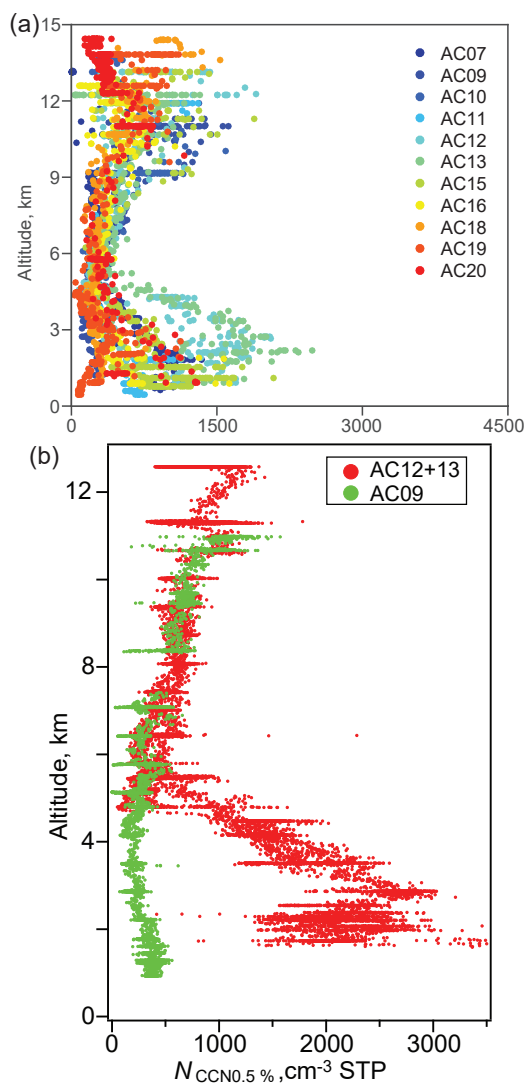 (a)
15
12
9
6
3
0
Altitude, km
AC07
AC09
AC10
AC11
AC12
AC13
AC15
AC16
AC18
AC19
AC20
0 1500 3000 4500
(b)
AC12+13
AC09
12
8
4
0
Altitude, km
0 1000 2000 3000
N CCN0.5 % ,cm-3 STP